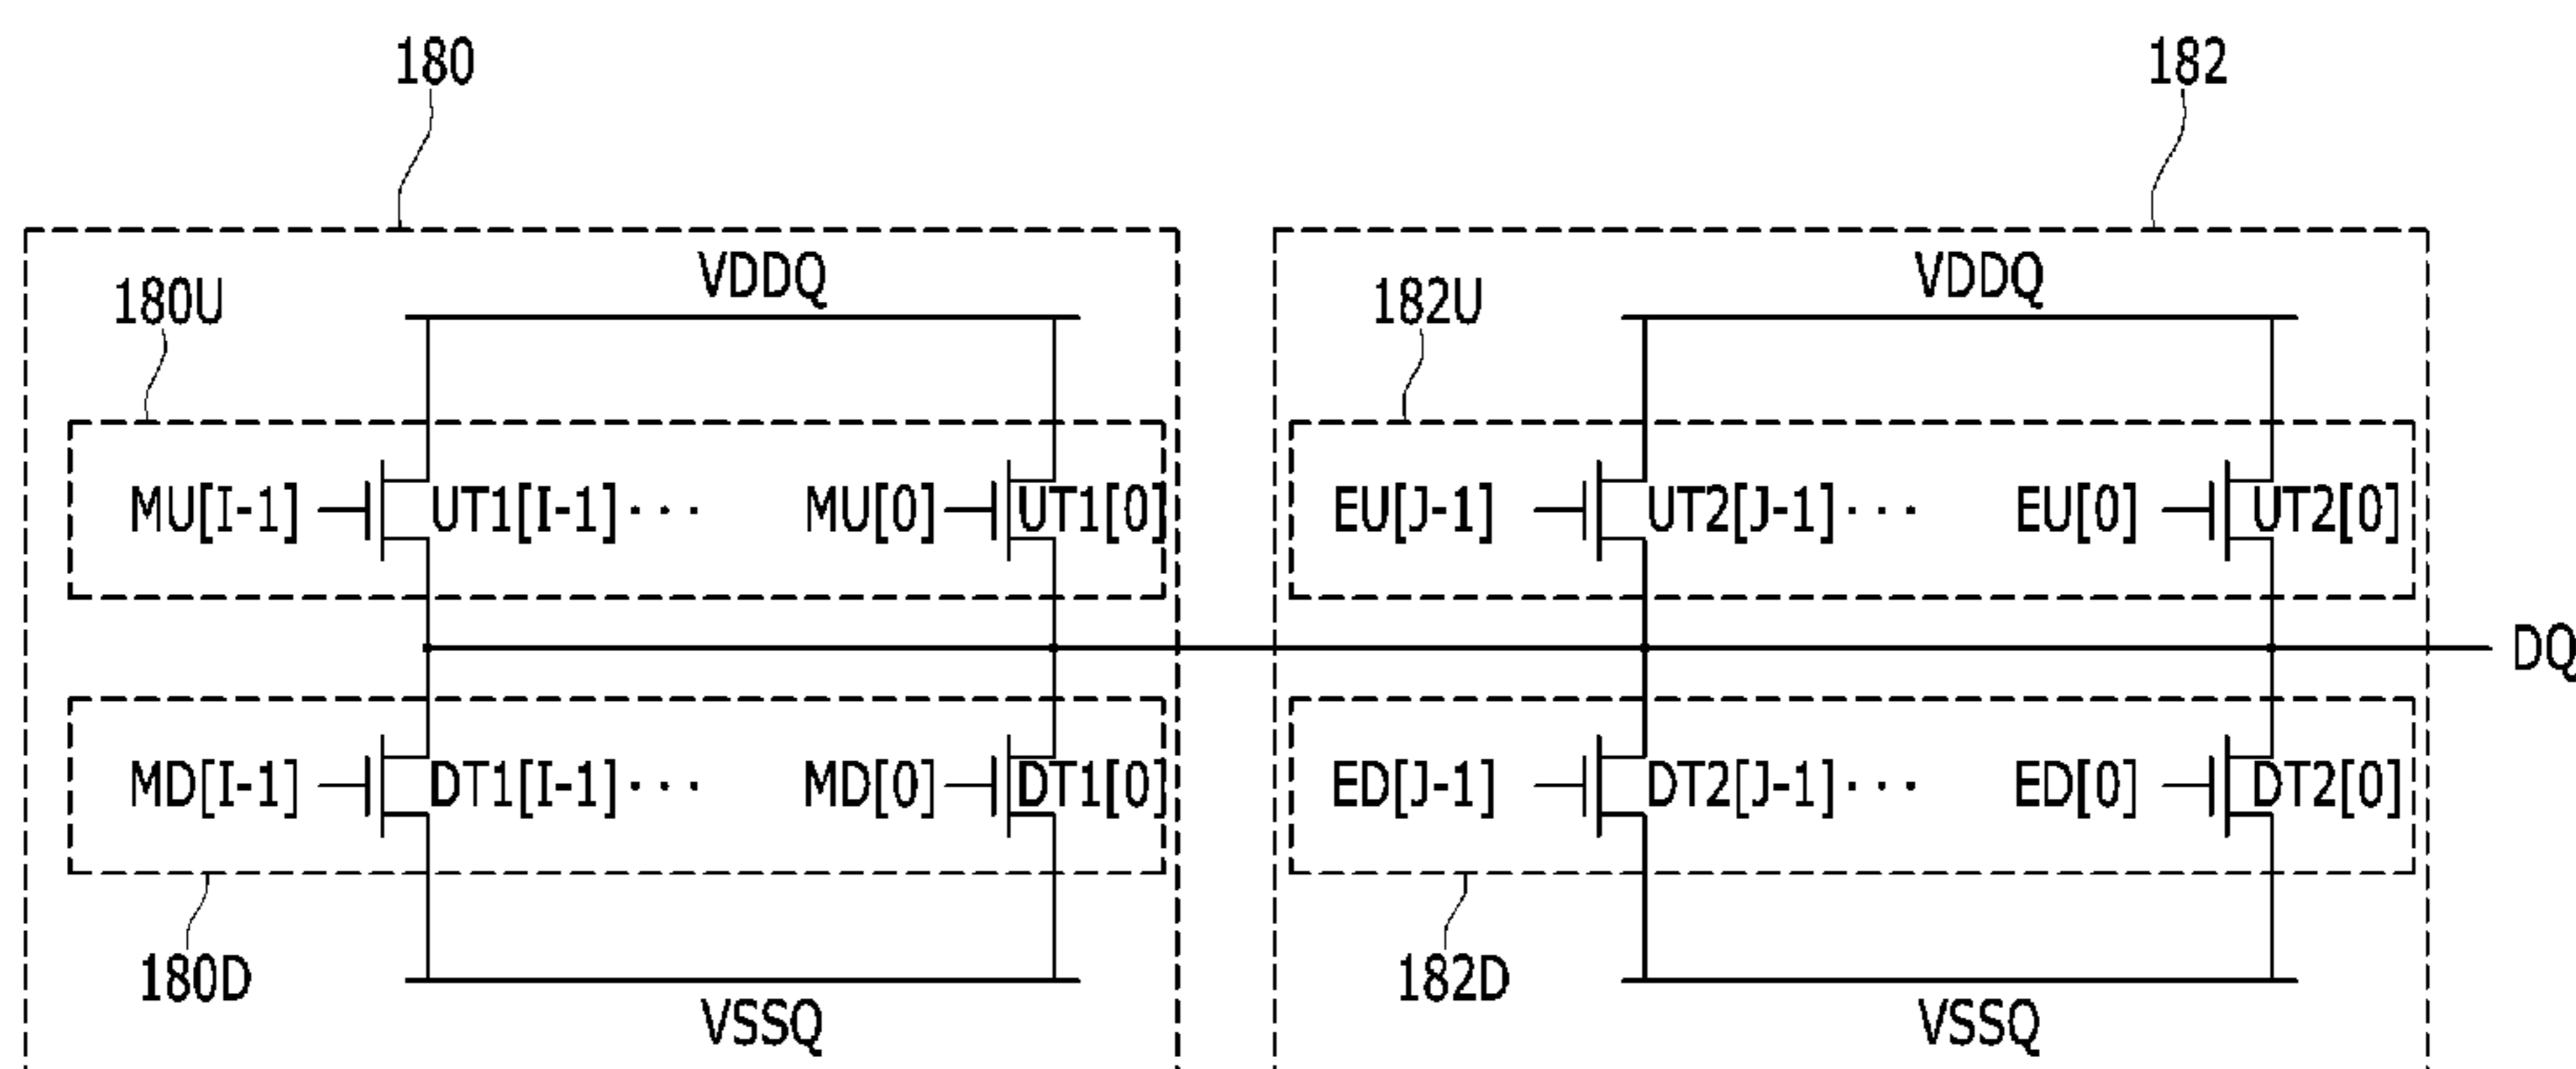 180 182
VDDQ VDDQ
180U 182U
MU[I-1] UT1[I-1]··· MU[0] UT1[0] EU[J-1] UT2[J-1]··· EU[0] UT2[0]
DQ
MD[I-1] DT1[I-1]··· MD[0] DT1[0] ED[J-1] DT2[J-1]··· ED[0] DT2[0]
180D 182D
VSSQ VSSQ